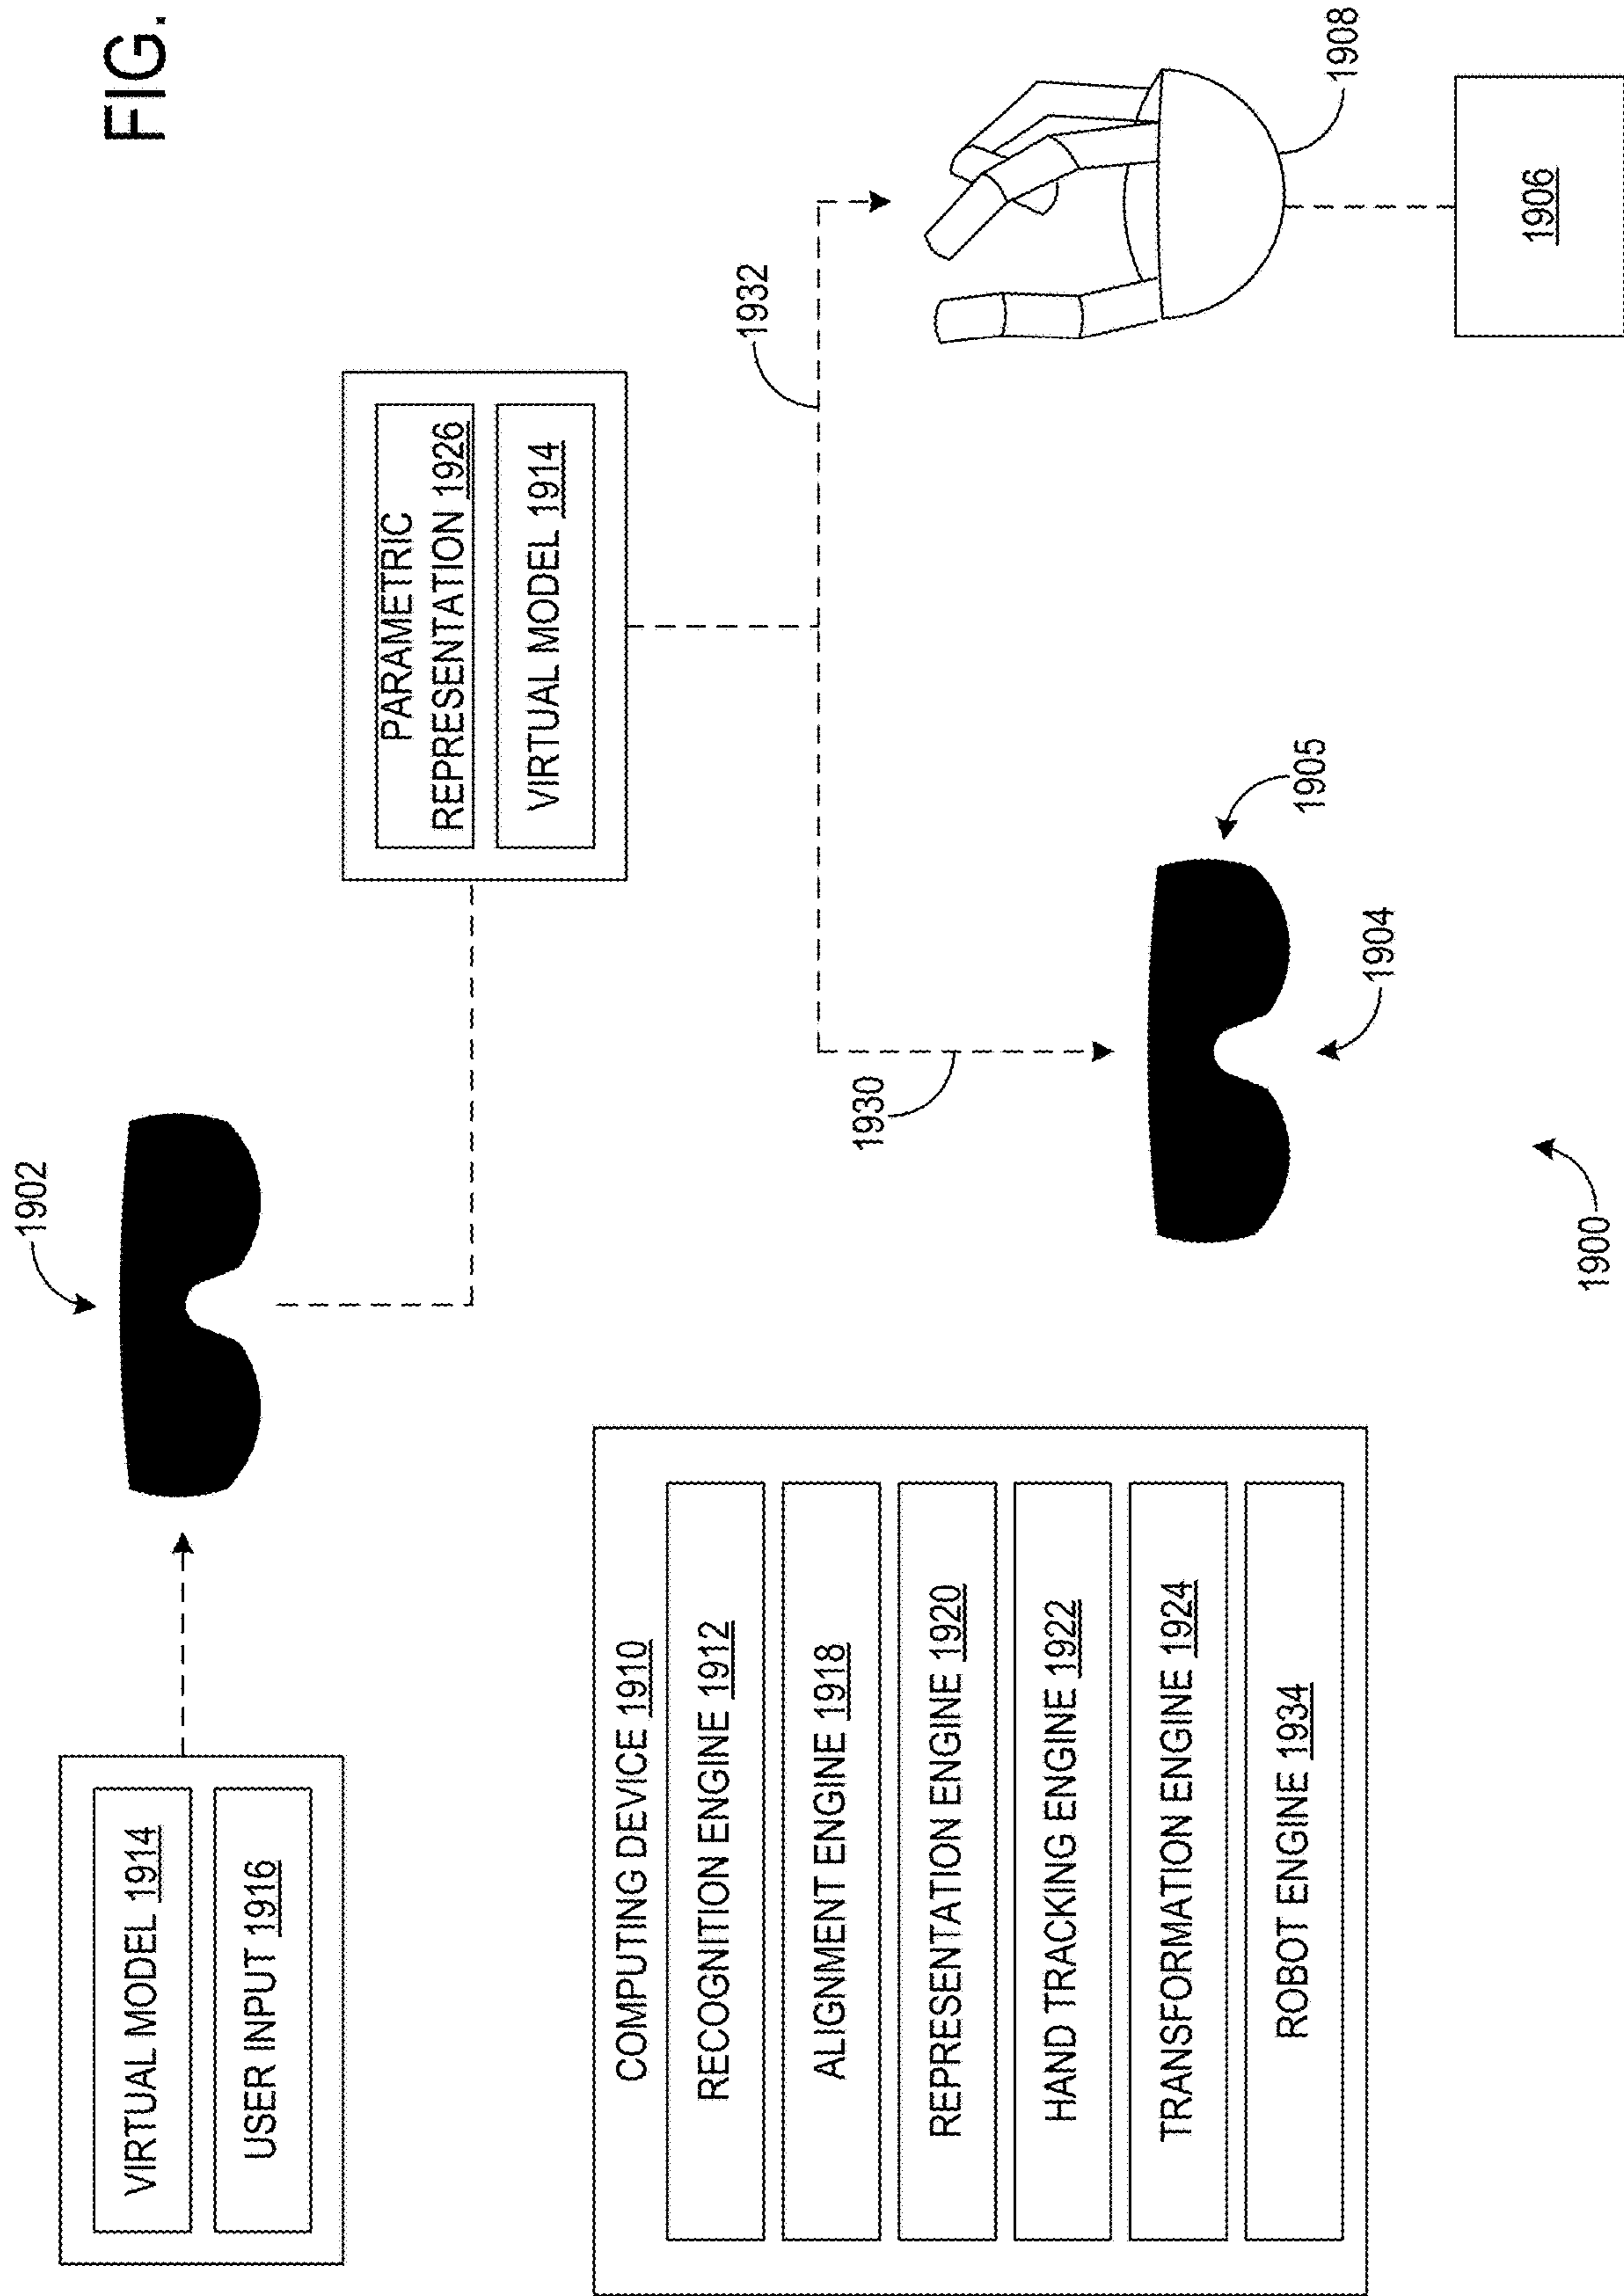 FIG.
1902
VIRTUAL MODEL 1914
USER INPUT 1916
PARAMETRIC
REPRESENTATION 1926
VIRTUAL MODEL 1914
COMPUTING DEVICE 1910
RECOGNITION ENGINE 1912
ALIGNMENT ENGINE 1918
REPRESENTATION ENGINE 1920
HAND TRACKING ENGINE 1922
TRANSFORMATION ENGINE 1924
ROBOT ENGINE 1934
1932
1930
1905
1904
1908
1906
1900